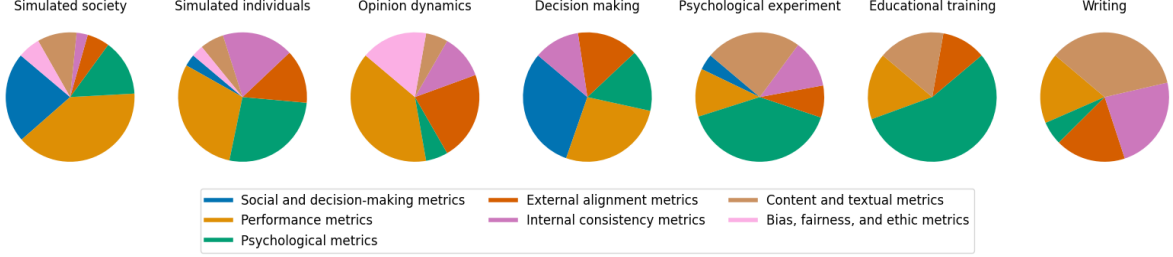 Simulated society
Simulated individuals
Opinion dynamics
Decision making
Psychological experiment
Educational training
Writing
Social and decision-making metrics
Performance metrics
Psychological metrics
External alignment metrics
Internal consistency metrics
Content and textual metrics
Bias, fairness, and ethic metrics